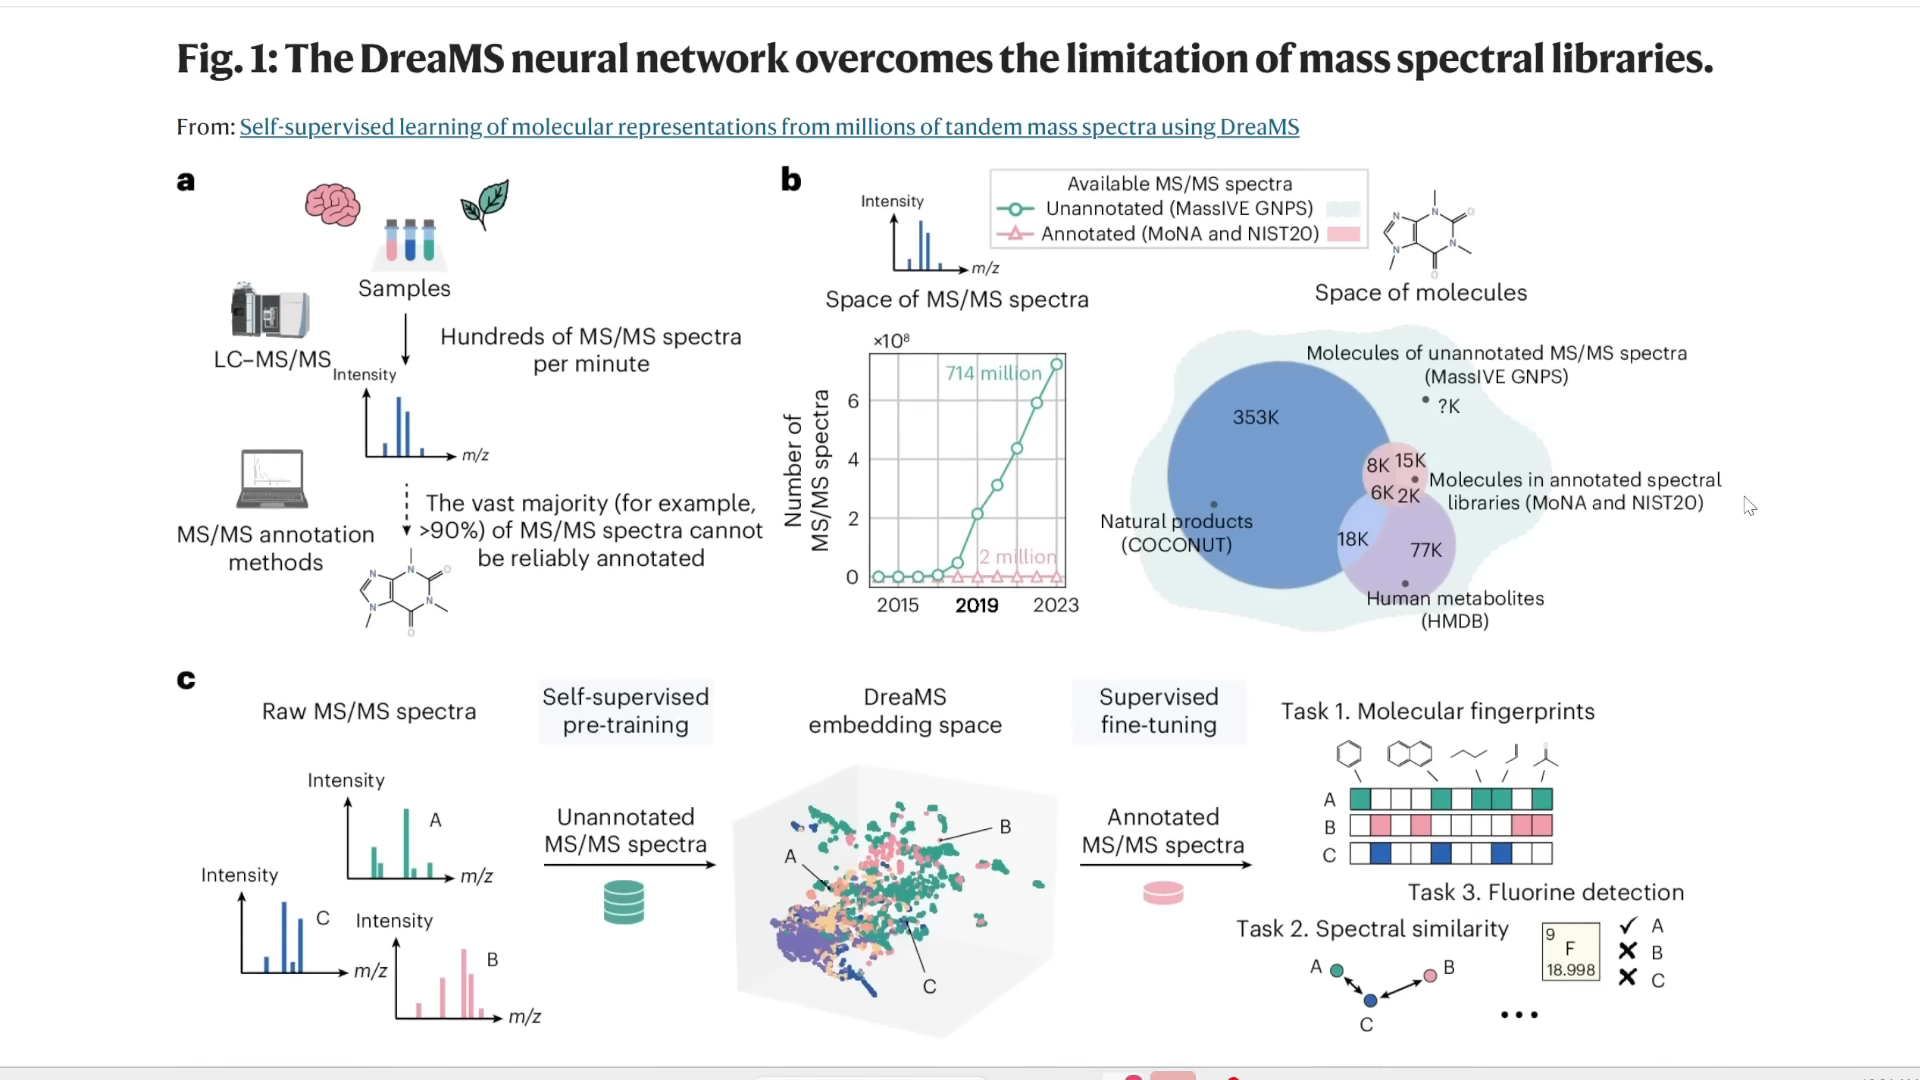 Fig. 1: The DreaMS neural network overcomes the limitation of mass spectral libraries.
From: Self-supervised learning of molecular representations from millions of tandem mass spectra using DreaMS
a
Samples
LC–MS/MS
Hundreds of MS/MS spectra
per minute
Intensity
m/z
MS/MS annotation
methods
The vast majority (for example,
>90%) of MS/MS spectra cannot
be reliably annotated
N
N
N
N
O
O
b
Intensity
m/z
Space of MS/MS spectra
Available MS/MS spectra
Unannotated (MassIVE GNPS)
Annotated (MoNA and NIST20)
N
N
N
N
O
O
Space of molecules
×10⁸
Number of
MS/MS spectra
6
4
2
0
714 million
2 million
2015
2019
2023
Molecules of unannotated MS/MS spectra
(MassIVE GNPS)
?K
353K
8K
15K
6K
2K
18K
77K
Molecules in annotated spectral
libraries (MoNA and NIST20)
Natural products
(COCONUT)
Human metabolites
(HMDB)
c
Raw MS/MS spectra
Intensity
A
m/z
Intensity
C
m/z
Intensity
B
m/z
Self-supervised
pre-training
Unannotated
MS/MS spectra
DreaMS
embedding space
A
B
C
Supervised
fine-tuning
Annotated
MS/MS spectra
Task 1. Molecular fingerprints
A
B
C
Task 3. Fluorine detection
Task 2. Spectral similarity
A
B
C
9
F
18.998
A
B
C
...